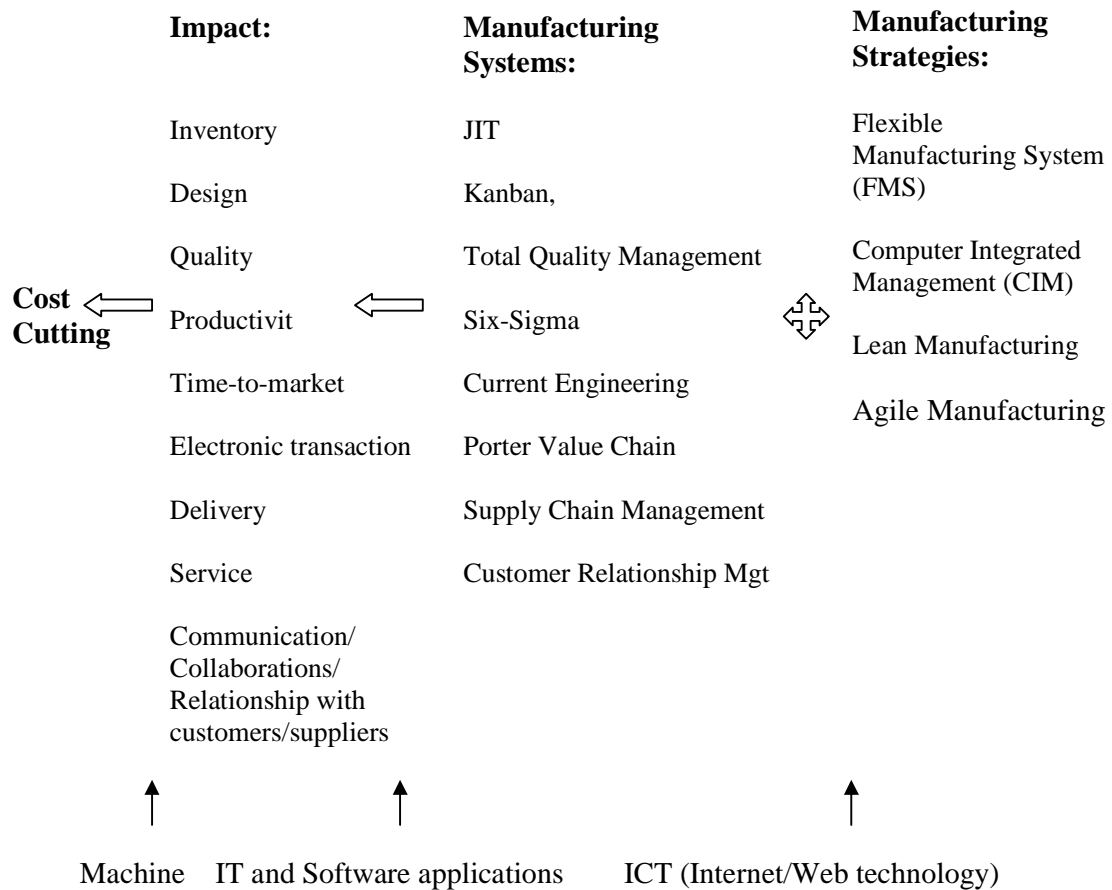 Impact:
Manufacturing
Systems:
Manufacturing
Strategies:
Cost
Cutting
Inventory
Design
Quality
Productivit
Time-to-market
Electronic transaction
Delivery
Service
Communication/
Collaborations/
Relationship with
customers/suppliers
JIT
Kanban,
Total Quality Management
Six-Sigma
Current Engineering
Porter Value Chain
Supply Chain Management
Customer Relationship Mgt
Flexible
Manufacturing System
(FMS)
Computer Integrated
Management (CIM)
Lean Manufacturing
Agile Manufacturing
Machine
IT and Software applications
ICT (Internet/Web technology)